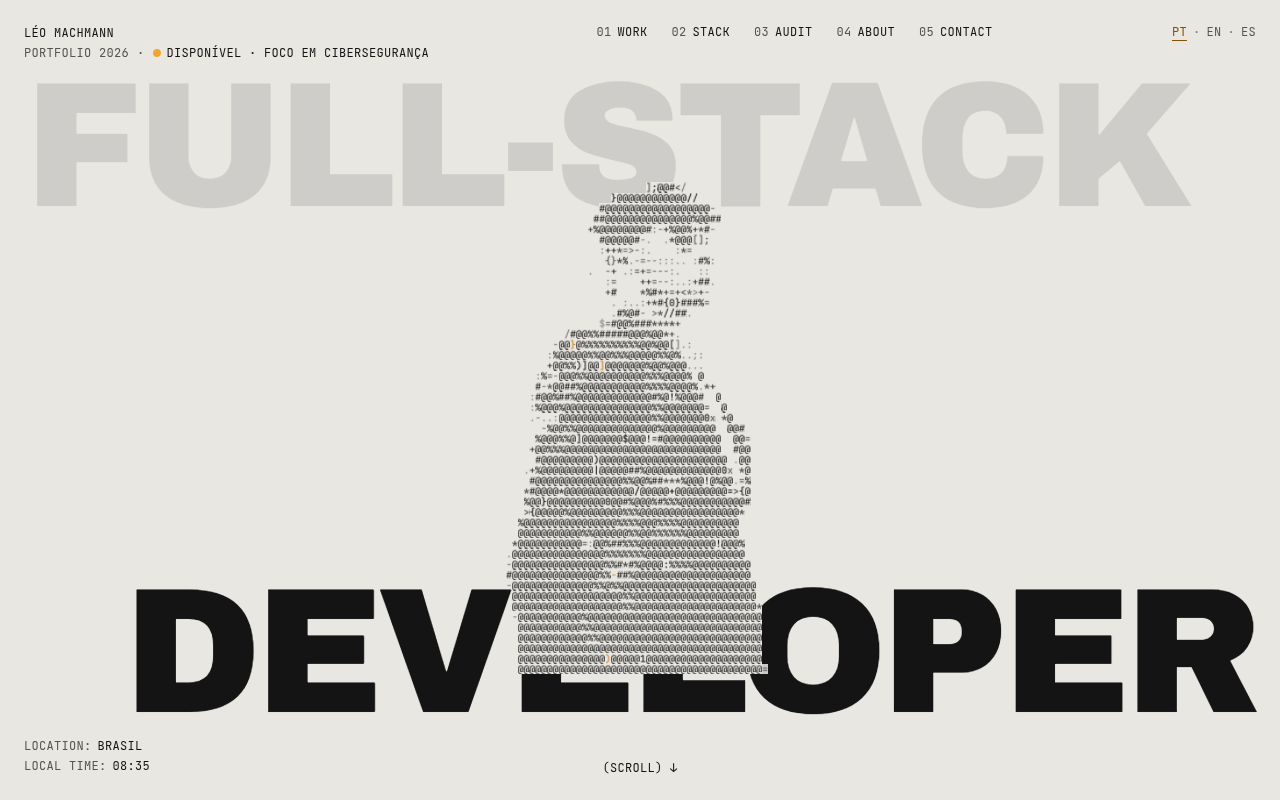 LÉO MACHMANN
PORTFOLIO 2026 · DISPONÍVEL · FOCO EM CIBERSEGURANÇA
01 WORK 02 STACK 03 AUDIT 04 ABOUT 05 CONTACT
PT · EN · ES
FULL-STACK
DEVELOPER
LOCATION: BRASIL
LOCAL TIME: 08:35
(SCROLL) ↓